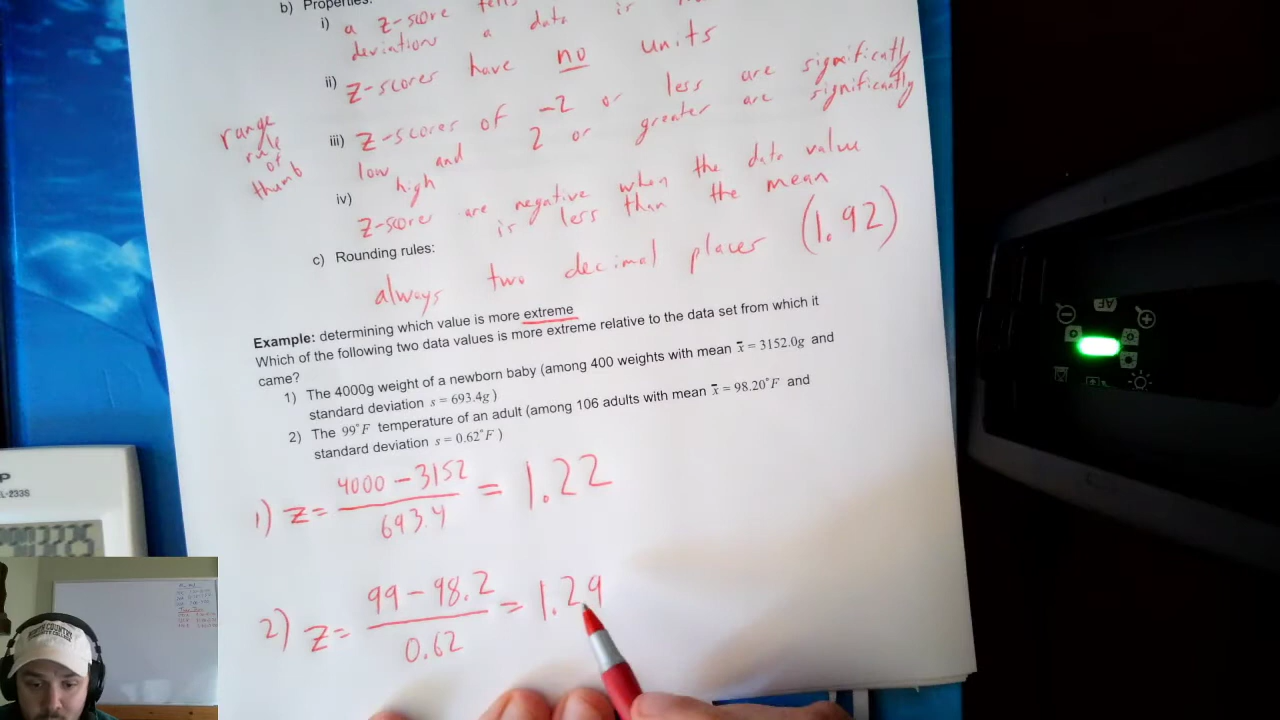 b) Properties:
i) a z-score tells
deviations a data is
ii) z-scores have no units
iii) z-scores of -2 or less are significantly
low and 2 or greater are significantly
high
range
rule
of
thumb
iv) z-scores are negative when the data value
is less than the mean
c) Rounding rules:
always two decimal places (1.92)
Example: determining which value is more extreme
Which of the following two data values is more extreme relative to the data set from which it
came?
1) The 4000g weight of a newborn baby (among 400 weights with mean x̄ = 3152.0g and
standard deviation s = 693.4g )
2) The 99°F temperature of an adult (among 106 adults with mean x̄ = 98.20°F and
standard deviation s = 0.62°F )
1) z = 4000 - 3152 / 693.4 = 1.22
2) z = 99 - 98.2 / 0.62 = 1.29
AF